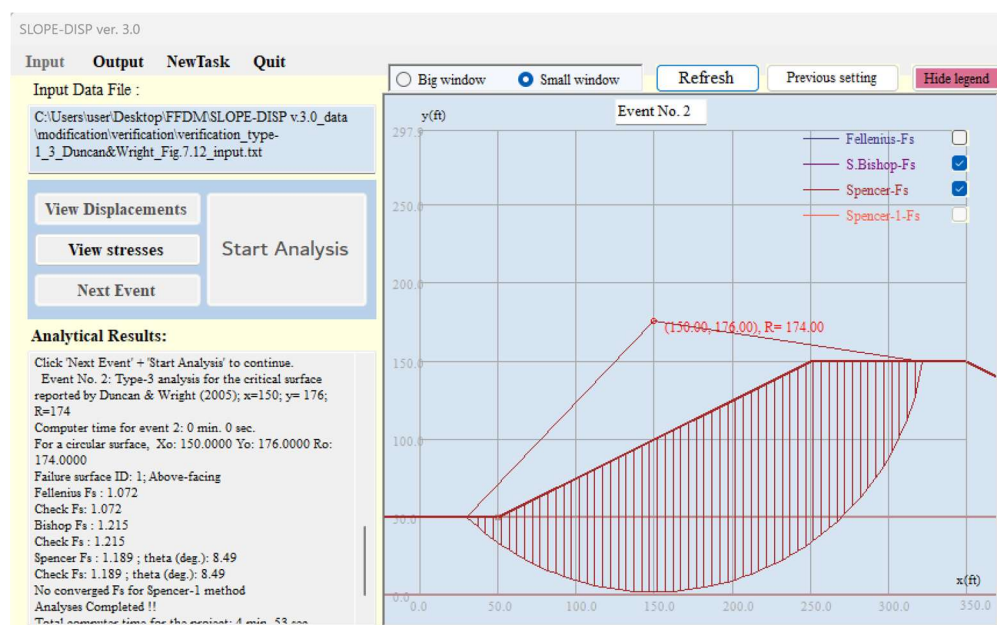 SLOPE-DISP ver. 3.0
Input Output NewTask Quit
Input Data File :
C:\Users\user\Desktop\FFDM\SLOPE-DISP v.3.0_data
\modification\verification\verification_type-
1_3_Duncan&Wright_Fig.7.12_input.txt
View Displacements
View stresses
Next Event
Start Analysis
Analytical Results:
Click 'Next Event' + 'Start Analysis' to continue.
Event No. 2: Type-3 analysis for the critical surface
reported by Duncan & Wright (2005); x=150; y= 176;
R=174
Computer time for event 2: 0 min. 0 sec.
For a circular surface, Xo: 150.0000 Yo: 176.0000 Ro:
174.0000
Failure surface ID: 1; Above-facing
Fellenius Fs : 1.072
Check Fs: 1.072
Bishop Fs : 1.215
Check Fs : 1.215
Spencer Fs : 1.189 ; theta (deg.): 8.49
Check Fs: 1.189 ; theta (deg.): 8.49
No converged Fs for Spencer-1 method
Analyses Completed !!
Total computer time for the project: 4 min. 53 sec.
Big window Small window Refresh Previous setting Hide legend
y(ft) Event No. 2
297.9
Fellenius-Fs
S.Bishop-Fs
Spencer-Fs
Spencer-1-Fs
250.0
200.0
(150.00, 176.00), R= 174.00
150.0
100.0
50.0
x(ft)
0.0
0.0 50.0 100.0 150.0 200.0 250.0 300.0 350.0